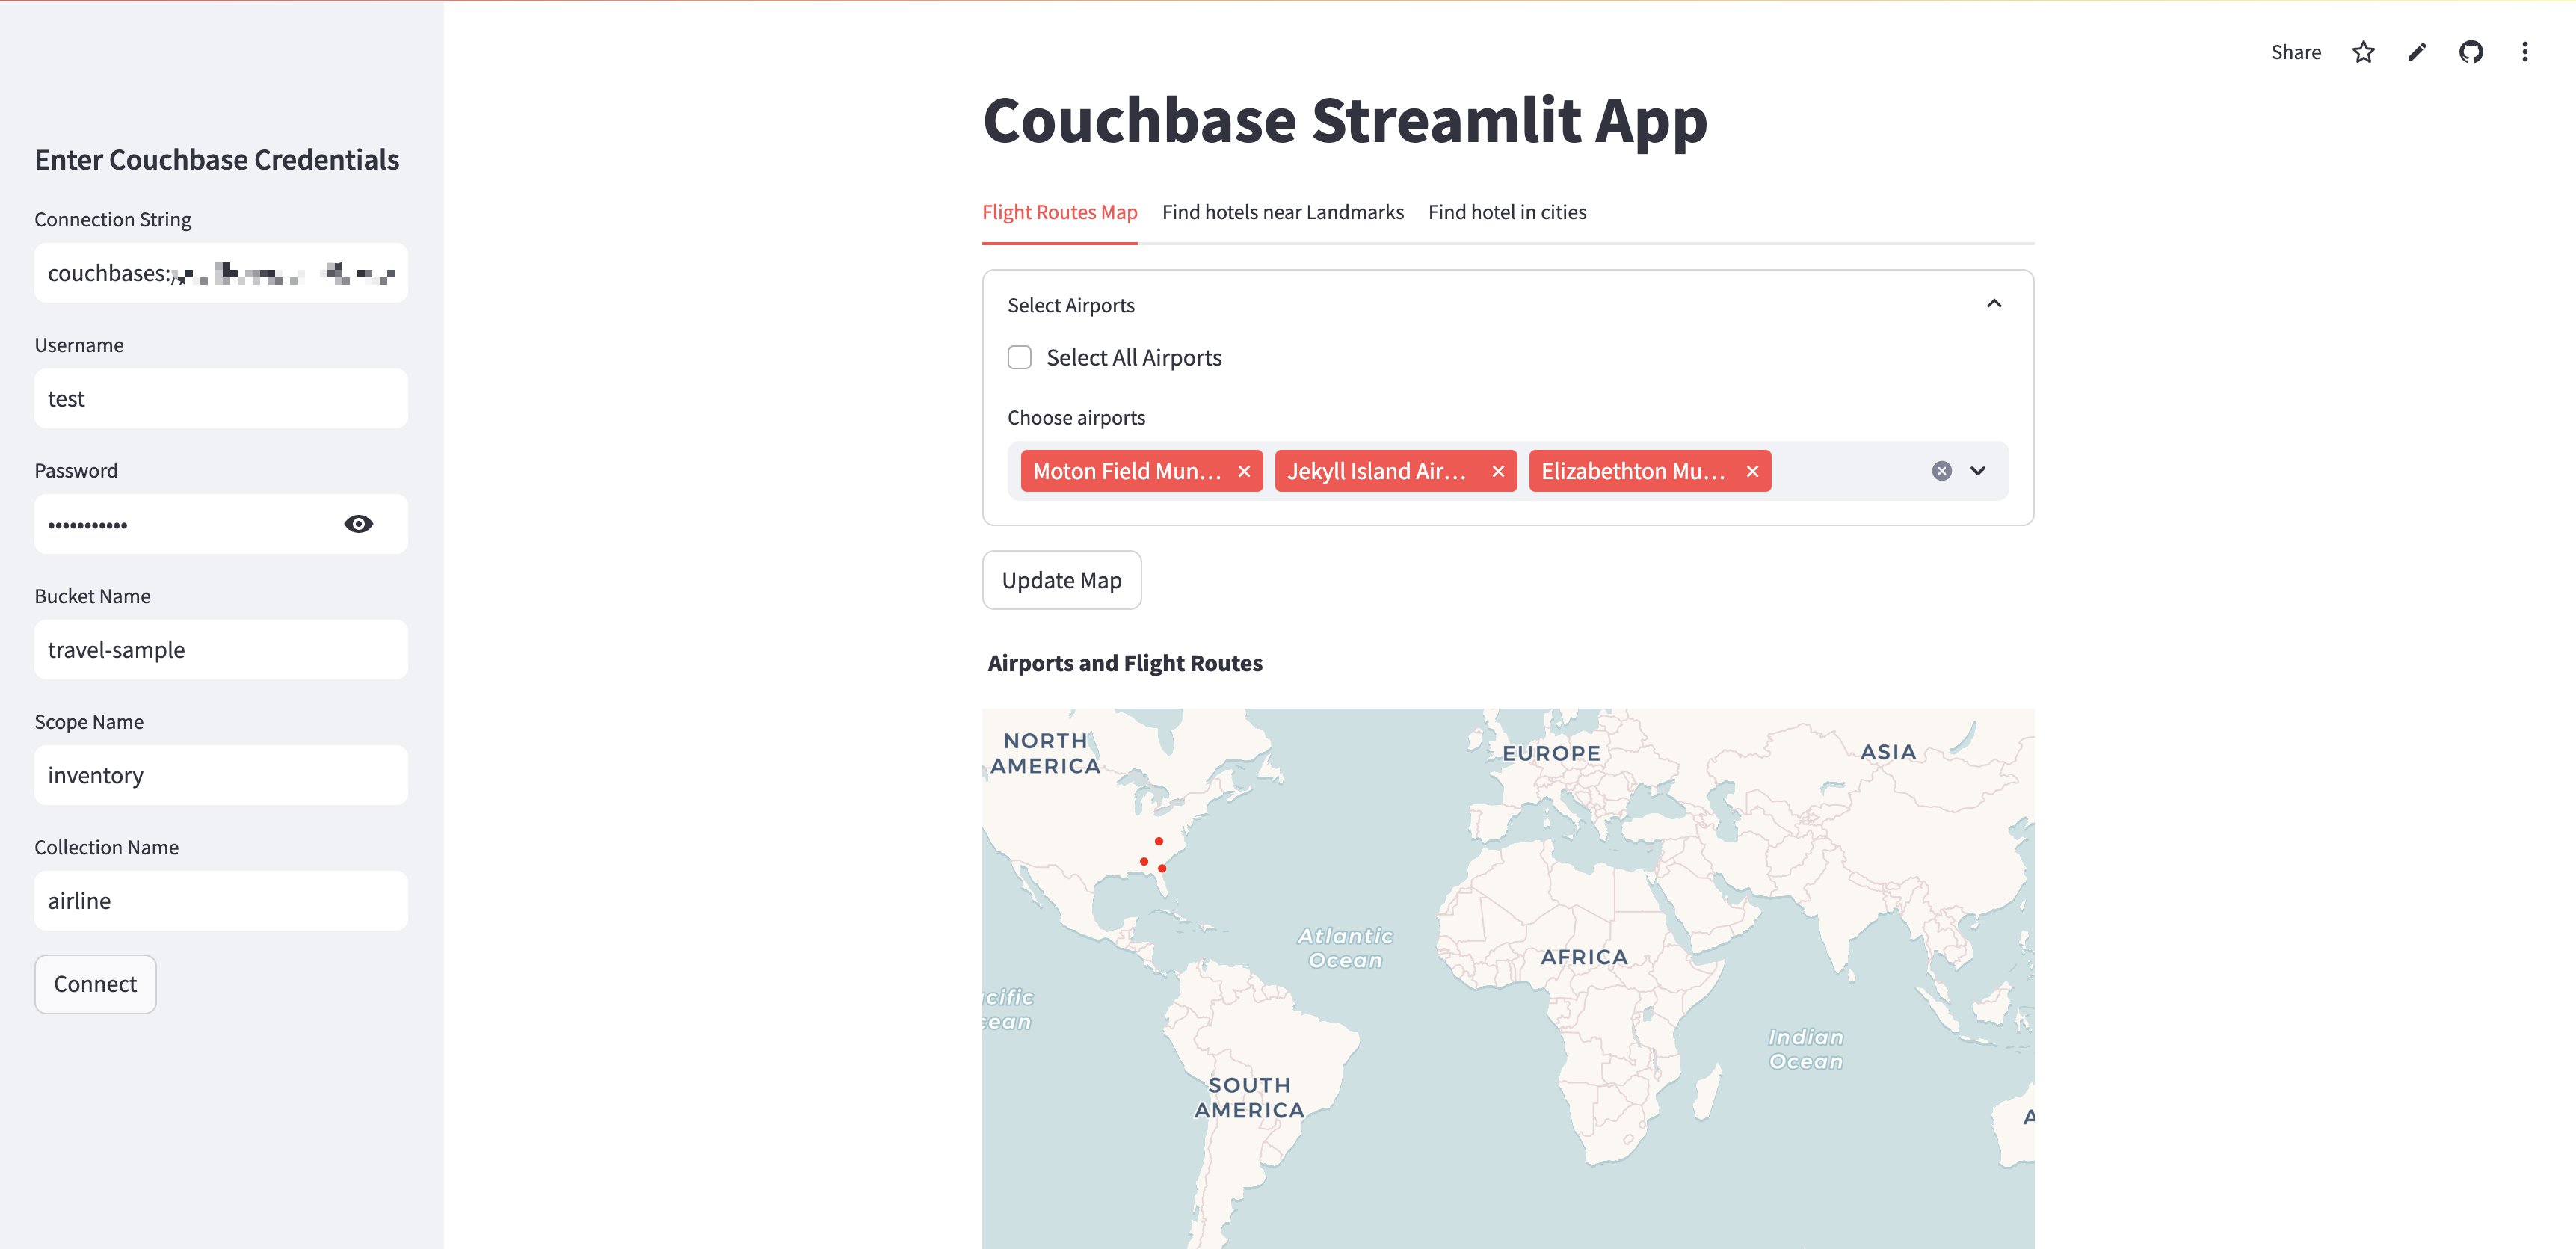 Share
Enter Couchbase Credentials
Connection String
couchbases:
Username
test
Password
•••••••••••
Bucket Name
travel-sample
Scope Name
inventory
Collection Name
airline
Connect
Couchbase Streamlit App
Flight Routes Map Find hotels near Landmarks Find hotel in cities
Select Airports
Select All Airports
Choose airports
Moton Field Mun... × Jekyll Island Air... × Elizabethton Mu... ×
Update Map
Airports and Flight Routes
NORTH
AMERICA
EUROPE
ASIA
Atlantic
Ocean
AFRICA
cific
cean
Indian
Ocean
SOUTH
AMERICA
A